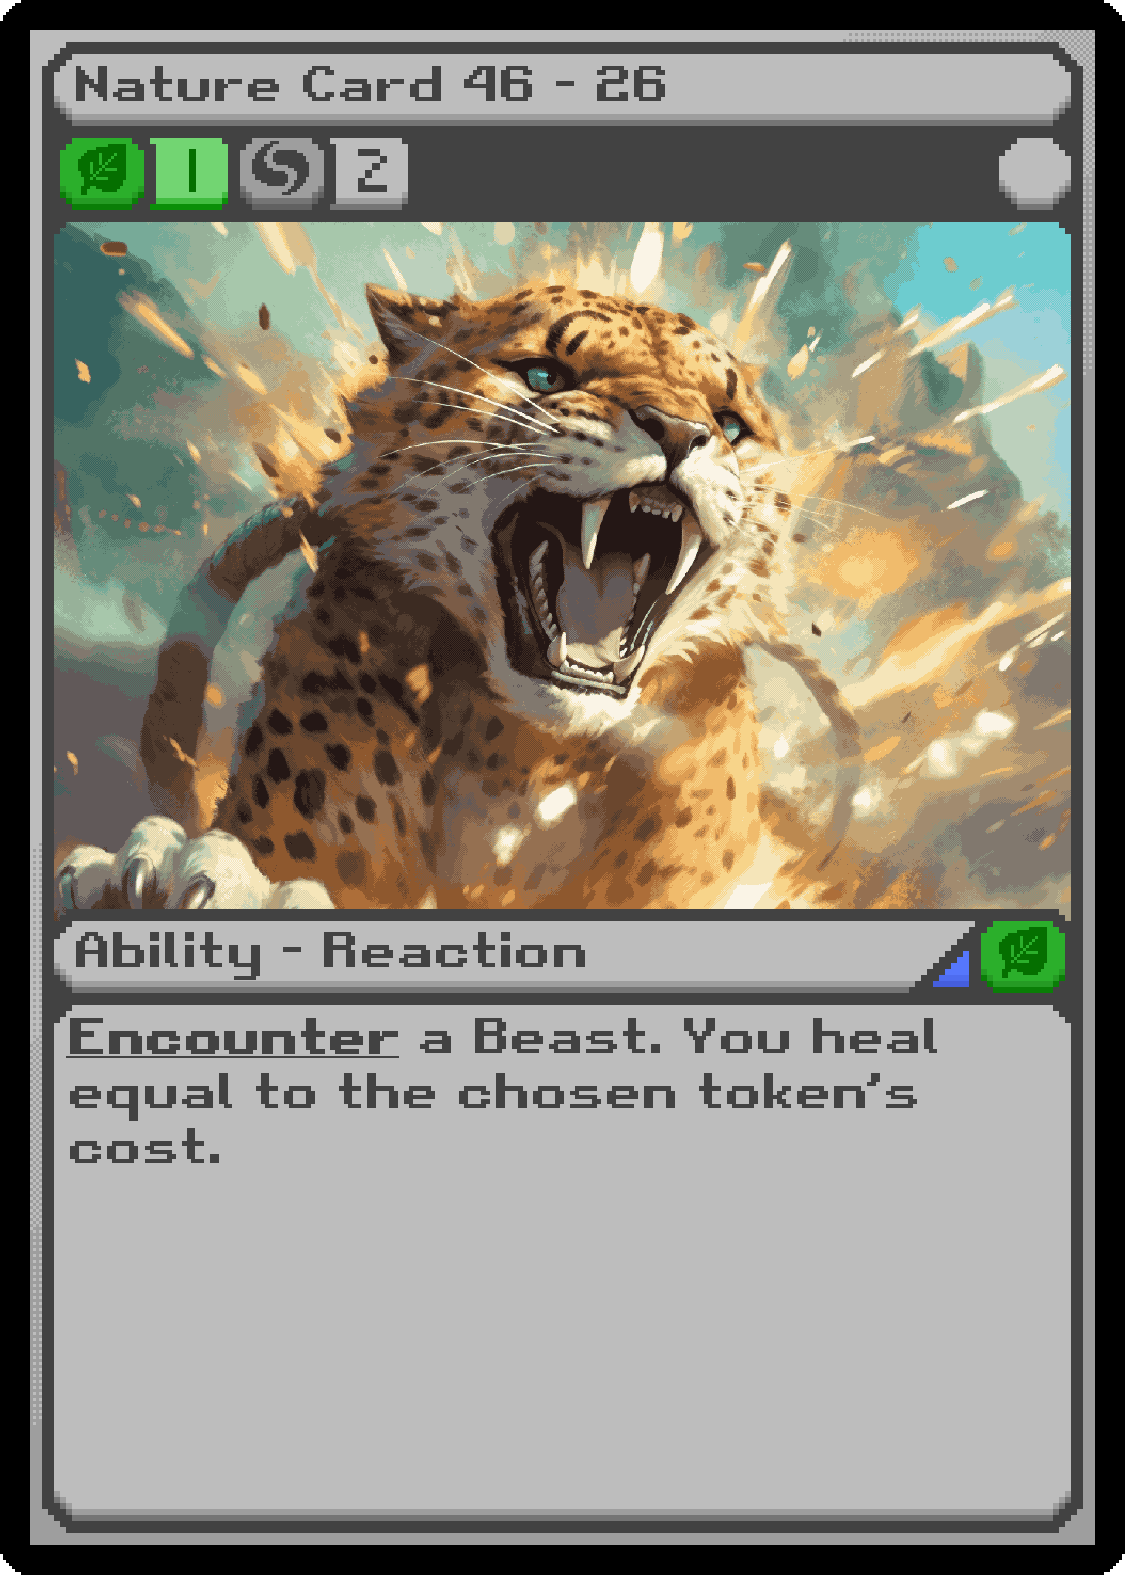 Nature Card 46 - 26
1 2
Ability - Reaction
Encounter a Beast. You heal
equal to the chosen token's
cost.